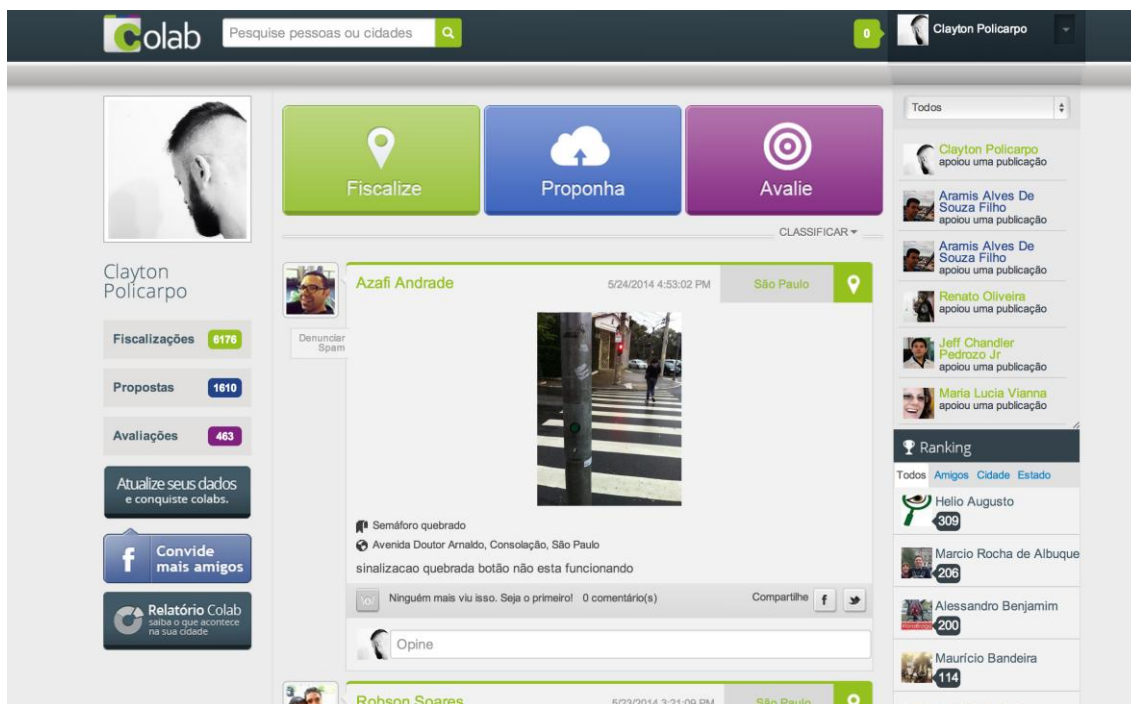 Colab
Pesquise pessoas ou cidades
0
Clayton Policarpo
Clayton
Policarpo
Fiscalizações 6176
Propostas 1610
Avaliações 463
Atualize seus dados
e conquiste colabs.
f Convide
mais amigos
Relatório Colab
saiba o que acontece
na sua cidade
Fiscalize
Proponha
Avalie
CLASSIFICAR
Azafi Andrade 5/24/2014 4:53:02 PM São Paulo
Denunciar
Spam
Semáforo quebrado
Avenida Doutor Arnaldo, Consolação, São Paulo
sinalizacao quebrada botão não esta funcionando
Ninguém mais viu isso. Seja o primeiro! 0 comentário(s) Compartilhe f
Opine
Robson Soares 5/23/2014 3:21:09 PM São Paulo
Todos
Clayton Policarpo
apoiou uma publicação
Aramis Alves De
Souza Filho
apoiou uma publicação
Aramis Alves De
Souza Filho
apoiou uma publicação
Renato Oliveira
apoiou uma publicação
Jeff Chandler
Pedrozo Jr
apoiou uma publicação
Maria Lucia Vianna
apoiou uma publicação
Ranking
Todos Amigos Cidade Estado
Helio Augusto
309
Marcio Rocha de Albuque
206
Alessandro Benjamim
200
Maurício Bandeira
114